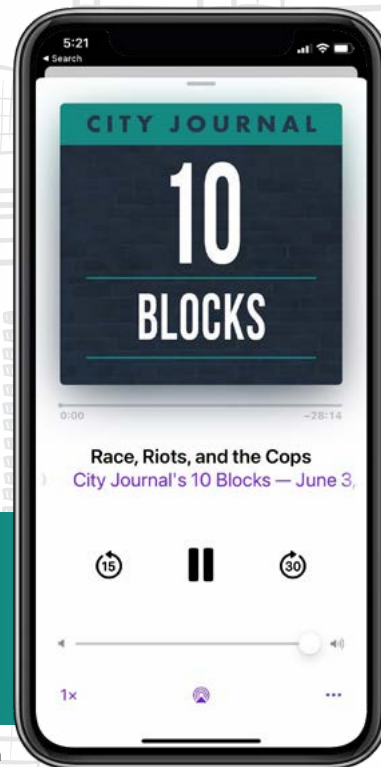 5:21
Search
CITY JOURNAL
10
BLOCKS
0:00
-28:14
Race, Riots, and the Cops
City Journal's 10 Blocks — June 3,
15
30
1×